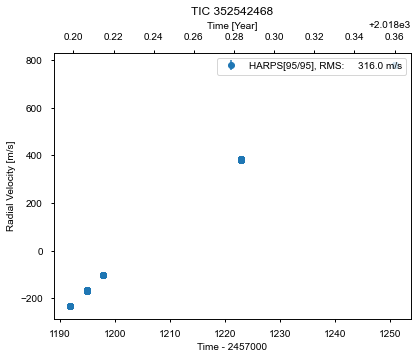 TIC 352542468
Time [Year]
+2.018e3
0.20 0.22 0.24 0.26 0.28 0.30 0.32 0.34 0.36
HARPS[95/95], RMS: 316.0 m/s
800
600
400
200
0
−200
Radial Velocity [m/s]
1190 1200 1210 1220 1230 1240 1250
Time - 2457000